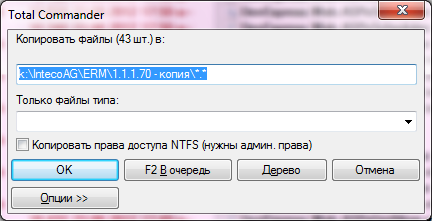 Total Commander
Копировать файлы (43 шт.) в:
k:\IntecoAG\ERM\1.1.1.70 - копия\*.*
Только файлы типа:
Копировать права доступа NTFS (нужны админ. права)
OK
F2 В очередь
Дерево
Отмена
Опции >>